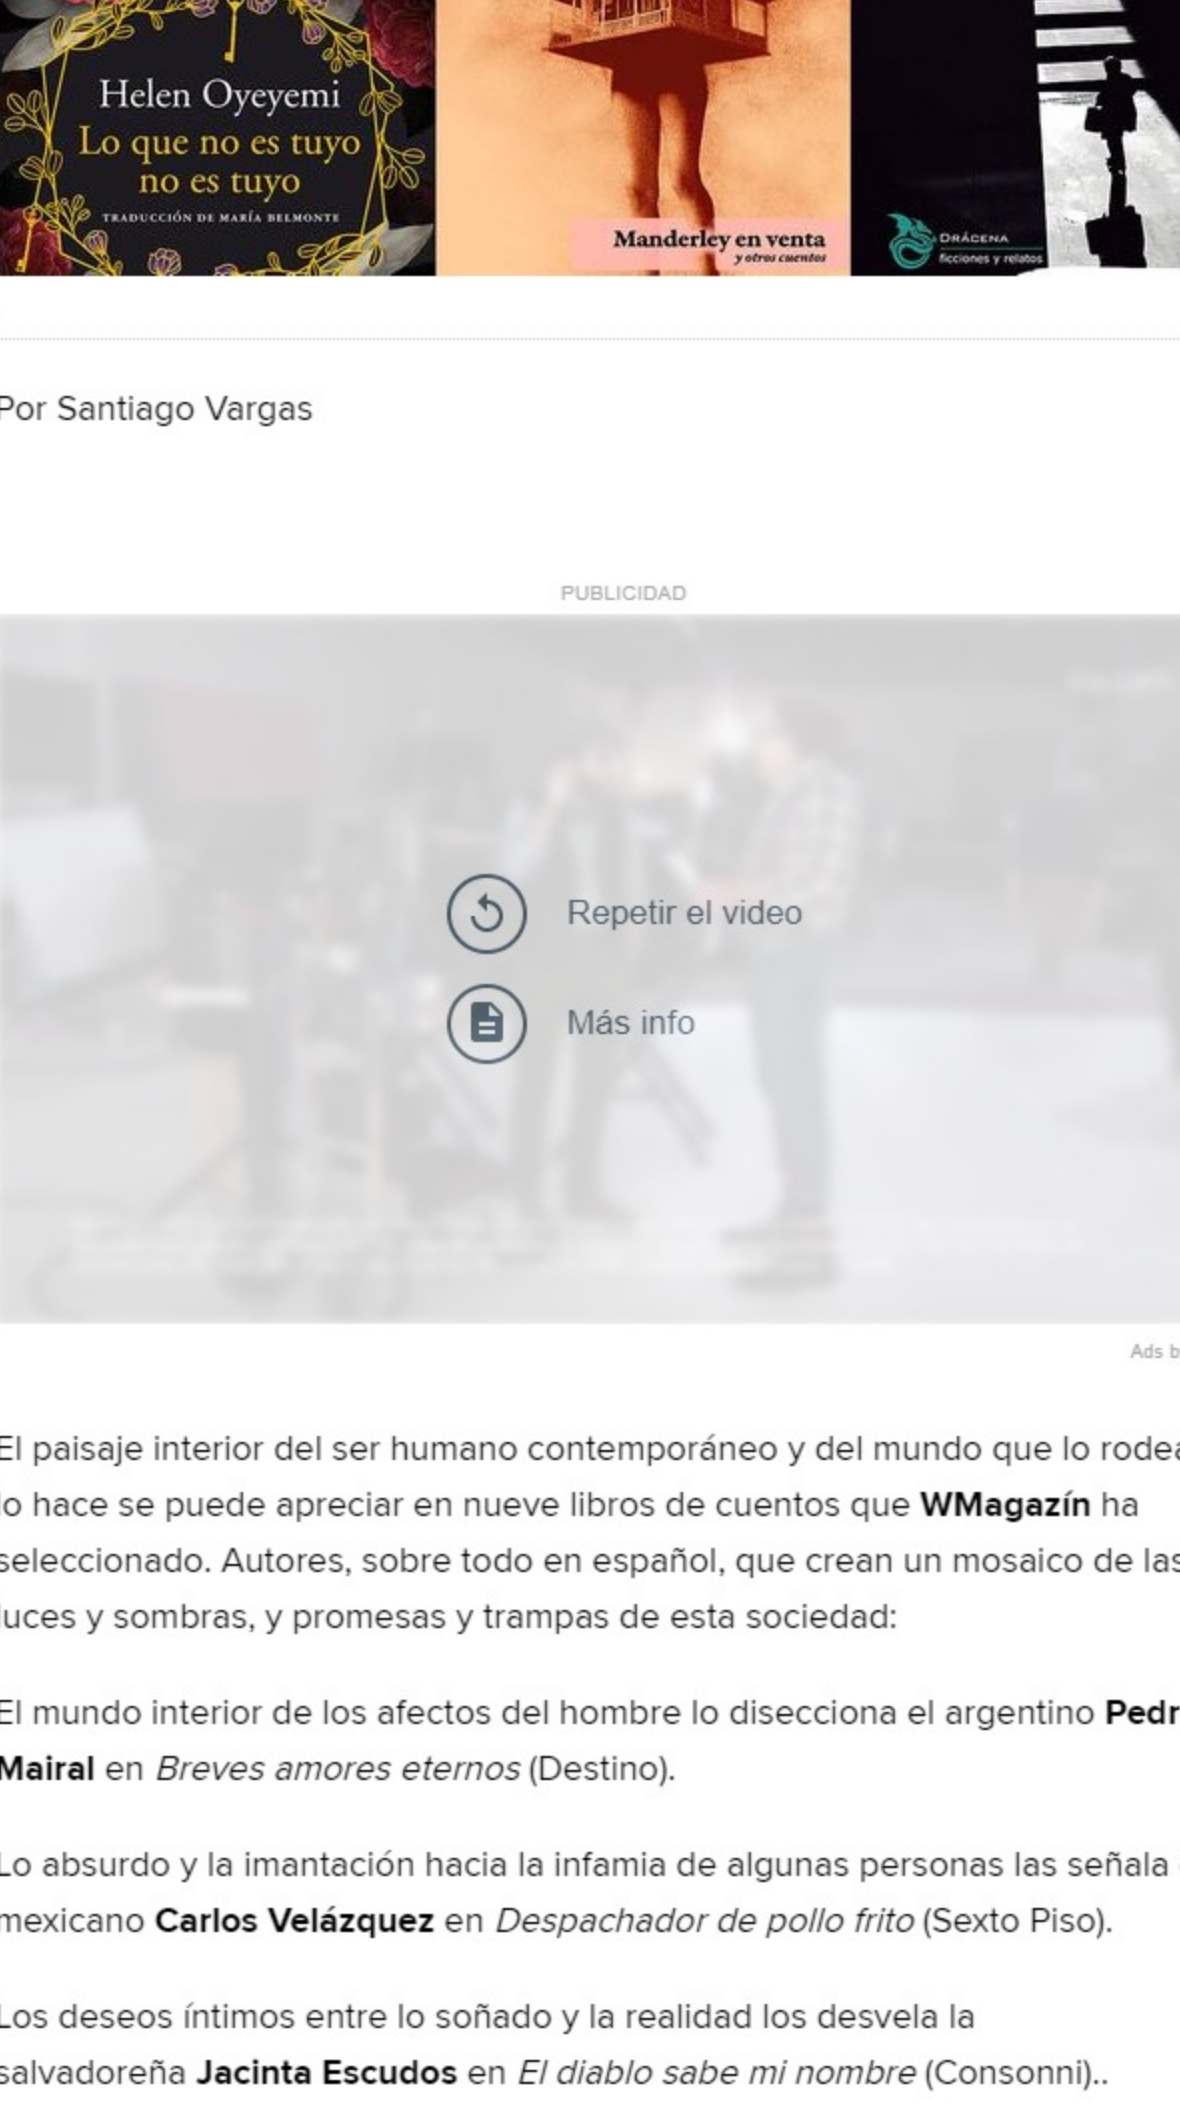 Helen Oyeyemi
Lo que no es tuyo
no es tuyo
TRADUCCIÓN DE MARÍA BELMONTE
Manderley en venta
y otros cuentos
DRÁCENA
ficciones y relatos
Por Santiago Vargas
PUBLICIDAD
Repetir el video
Más info
Ads b
El paisaje interior del ser humano contemporáneo y del mundo que lo rodea
lo hace se puede apreciar en nueve libros de cuentos que WMagazín ha
seleccionado. Autores, sobre todo en español, que crean un mosaico de las
luces y sombras, y promesas y trampas de esta sociedad:
El mundo interior de los afectos del hombre lo disecciona el argentino Pedr
Mairal en Breves amores eternos (Destino).
Lo absurdo y la imantación hacia la infamia de algunas personas las señala
mexicano Carlos Velázquez en Despachador de pollo frito (Sexto Piso).
Los deseos íntimos entre lo soñado y la realidad los desvela la
salvadoreña Jacinta Escudos en El diablo sabe mi nombre (Consonni)..